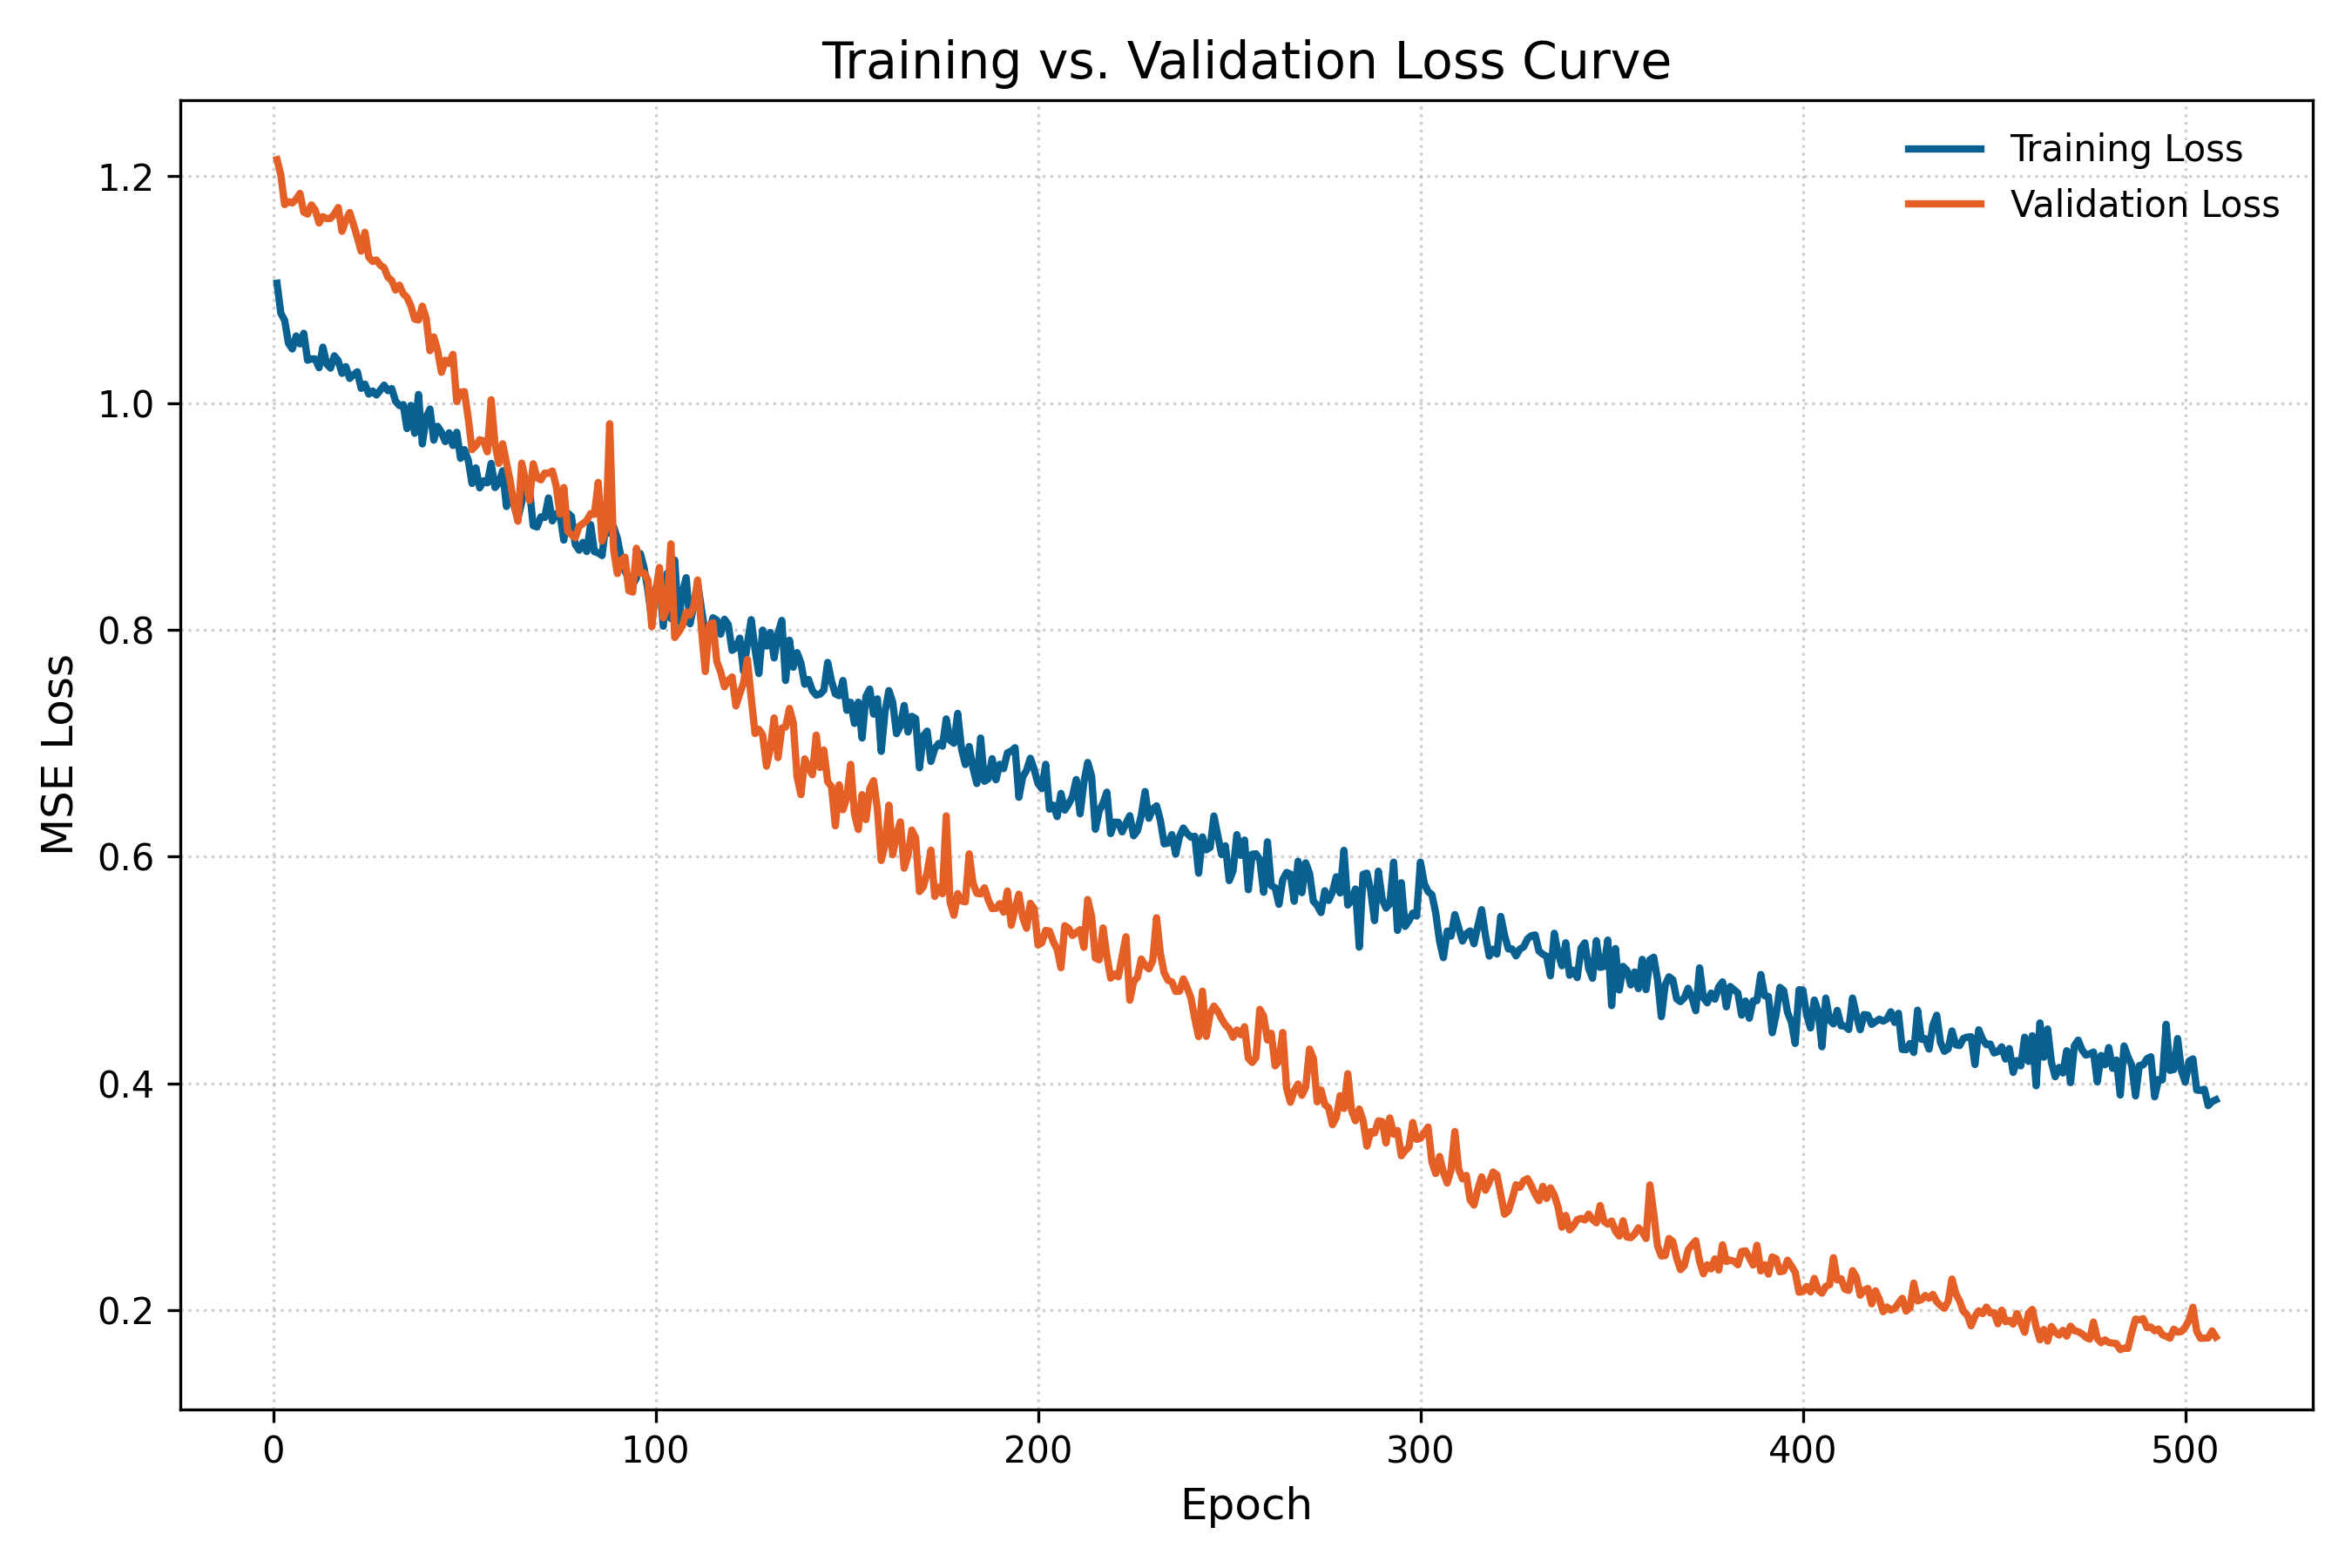 Training vs. Validation Loss Curve
Training Loss
Validation Loss
1.2
1.0
0.8
0.6
0.4
0.2
MSE Loss
0 100 200 300 400 500
Epoch